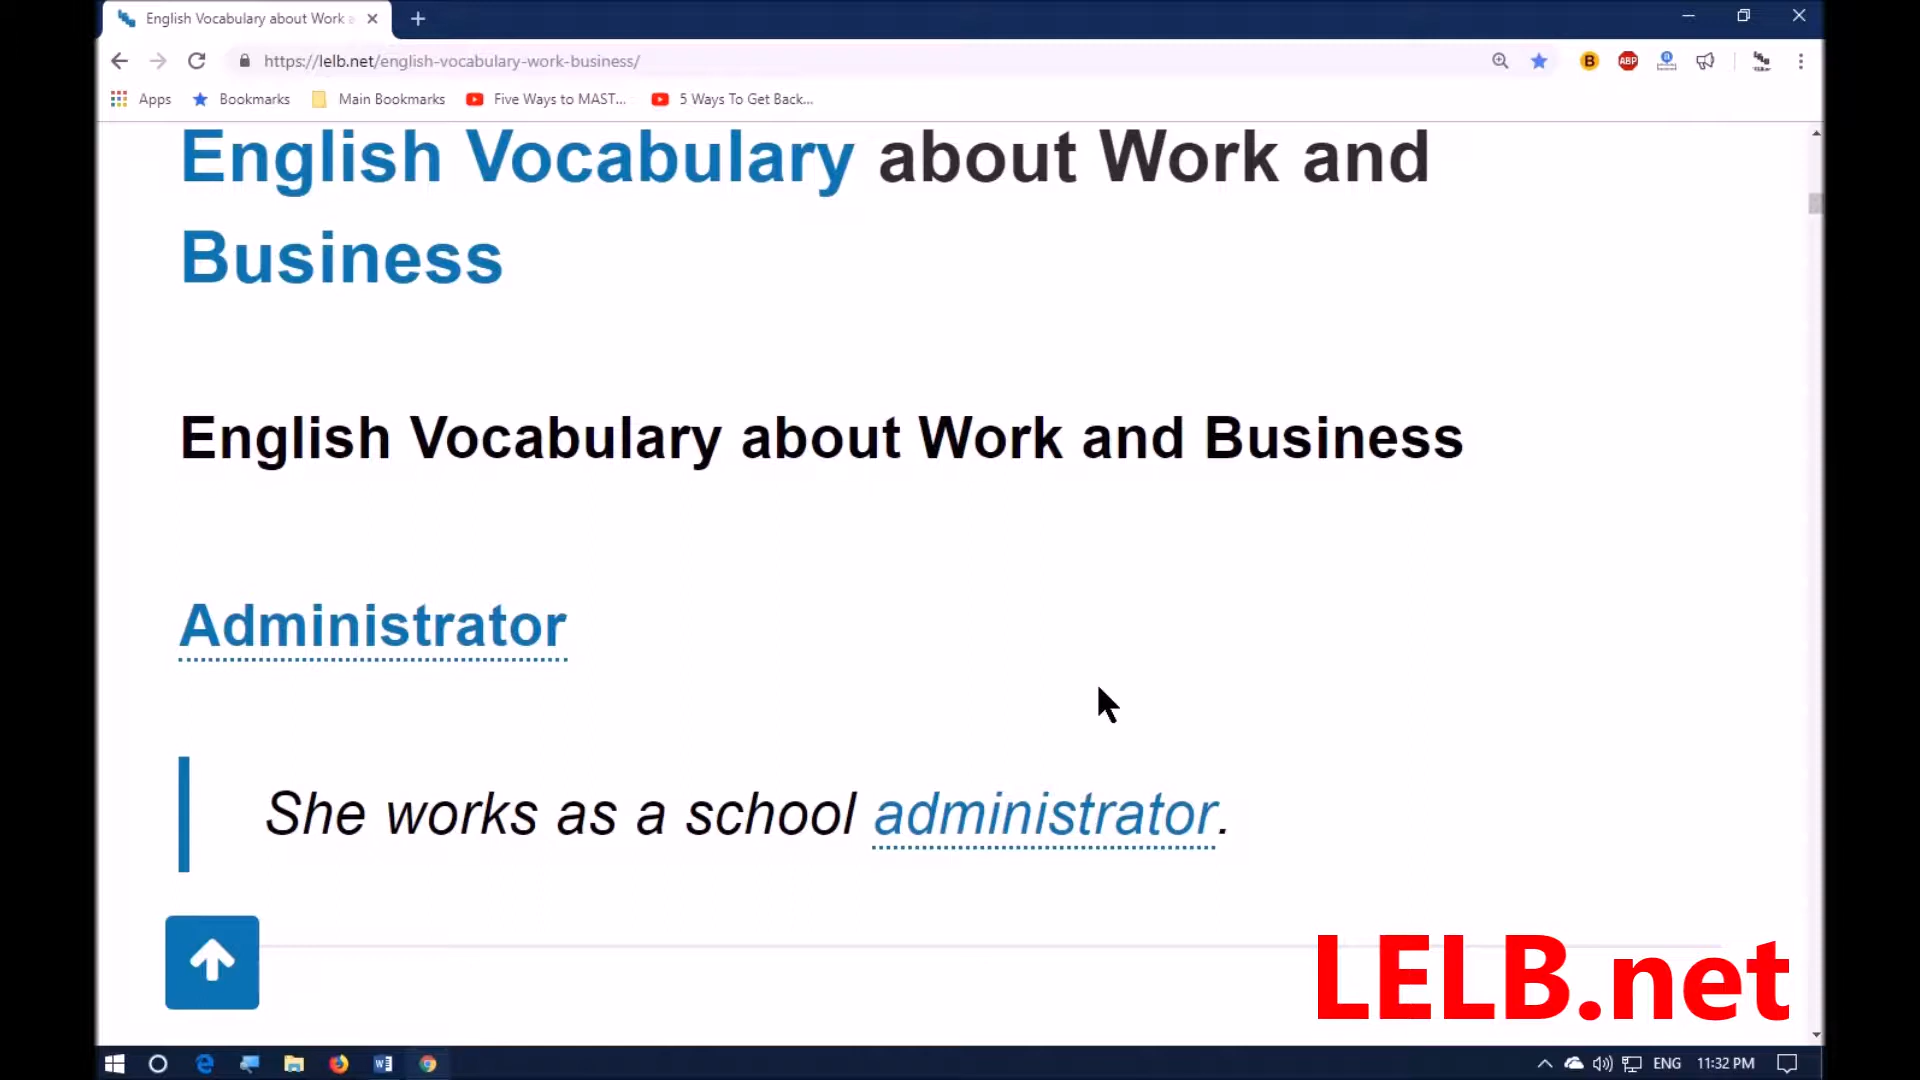 English Vocabulary about Work a
https://lelb.net/english-vocabulary-work-business/
B ABP
Apps Bookmarks Main Bookmarks Five Ways to MAST... 5 Ways To Get Back...
English Vocabulary about Work and
Business
English Vocabulary about Work and Business
Administrator
She works as a school administrator.
LELB.net
ENG 11:32 PM